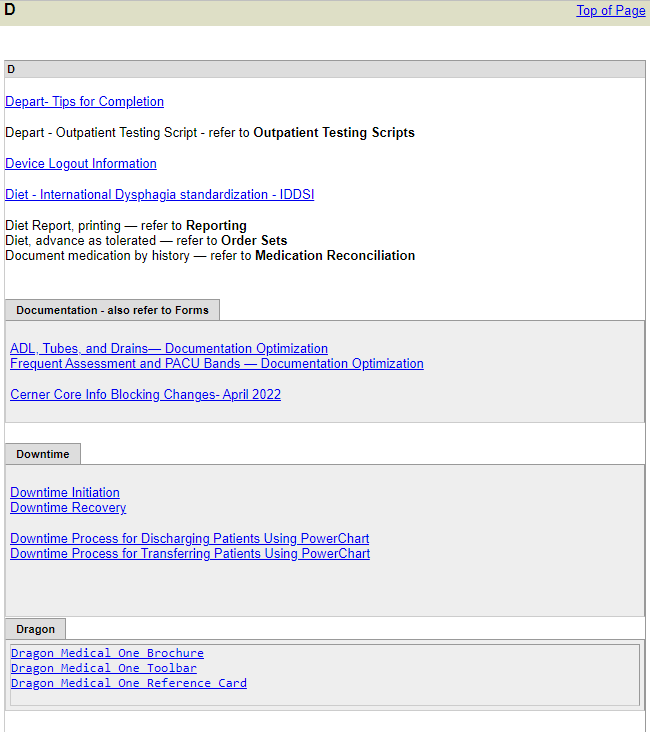 D
Top of Page
D
Depart- Tips for Completion
Depart - Outpatient Testing Script - refer to Outpatient Testing Scripts
Device Logout Information
Diet - International Dysphagia standardization - IDDSI
Diet Report, printing — refer to Reporting
Diet, advance as tolerated — refer to Order Sets
Document medication by history — refer to Medication Reconciliation
Documentation - also refer to Forms
ADL, Tubes, and Drains— Documentation Optimization
Frequent Assessment and PACU Bands — Documentation Optimization
Cerner Core Info Blocking Changes- April 2022
Downtime
Downtime Initiation
Downtime Recovery
Downtime Process for Discharging Patients Using PowerChart
Downtime Process for Transferring Patients Using PowerChart
Dragon
Dragon Medical One Brochure
Dragon Medical One Toolbar
Dragon Medical One Reference Card